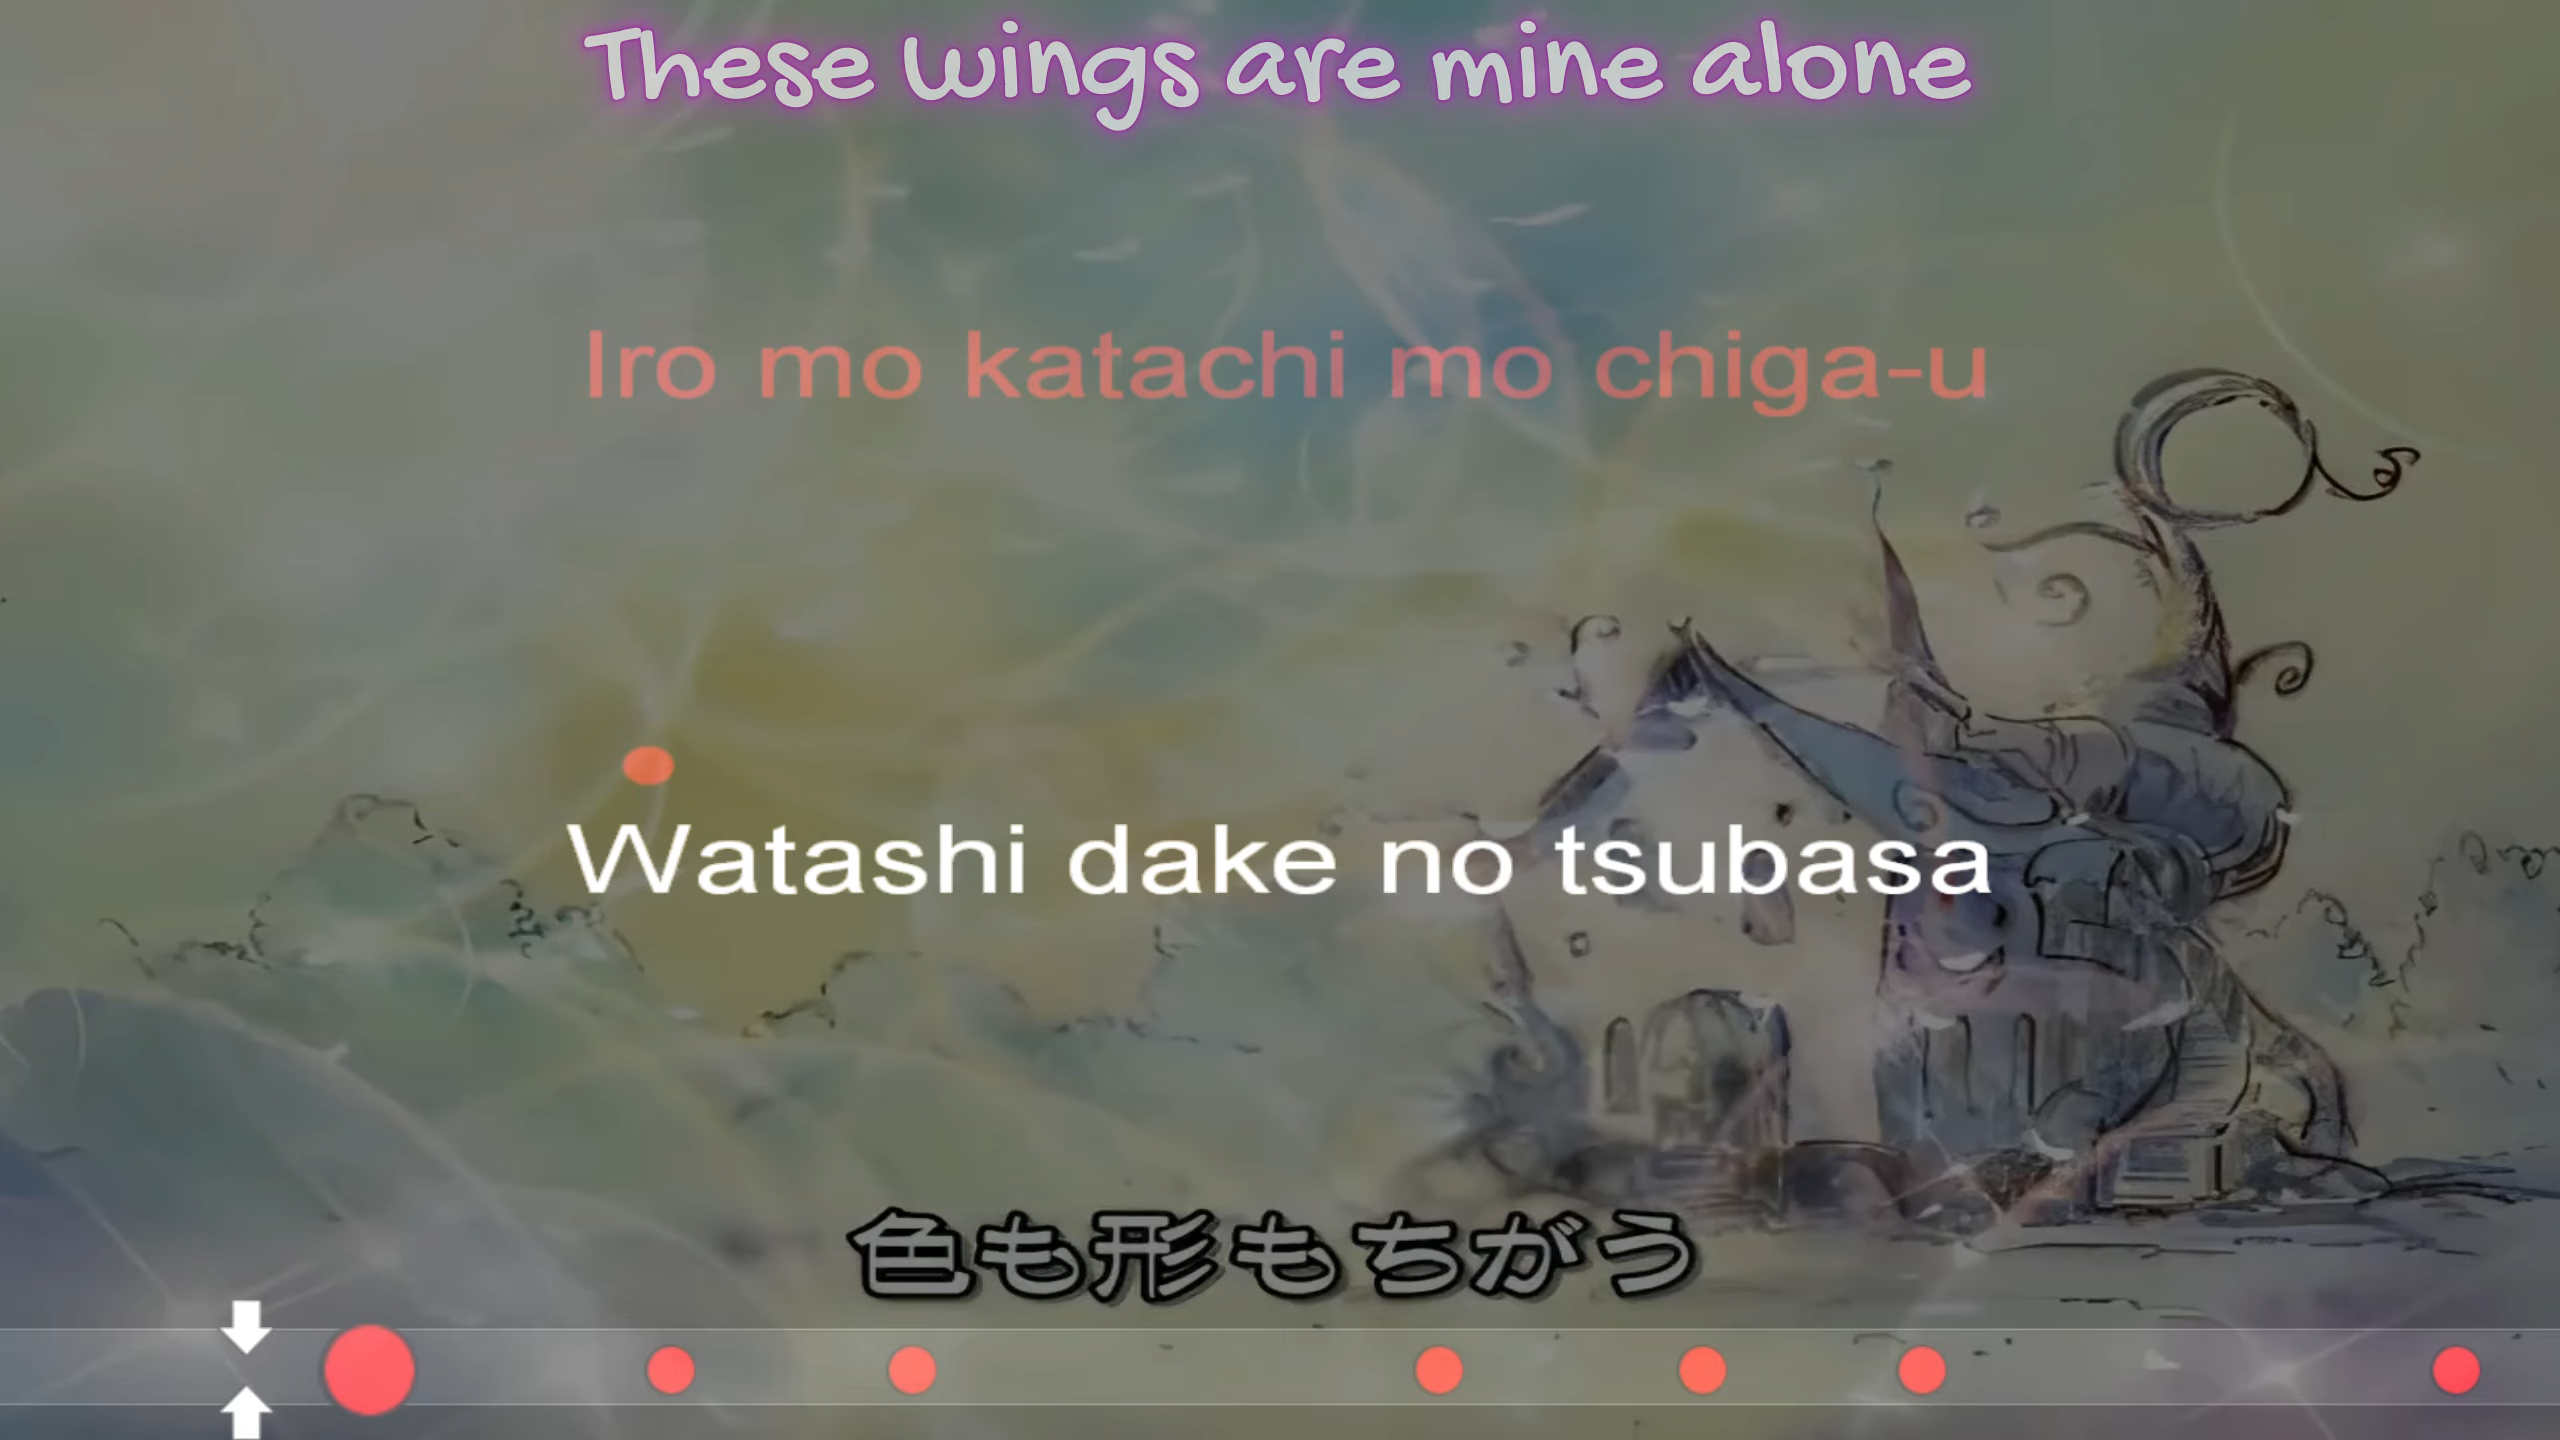 These wings are mine alone
Iro mo katachi mo chiga-u
Watashi dake no tsubasa
色も形もちがう